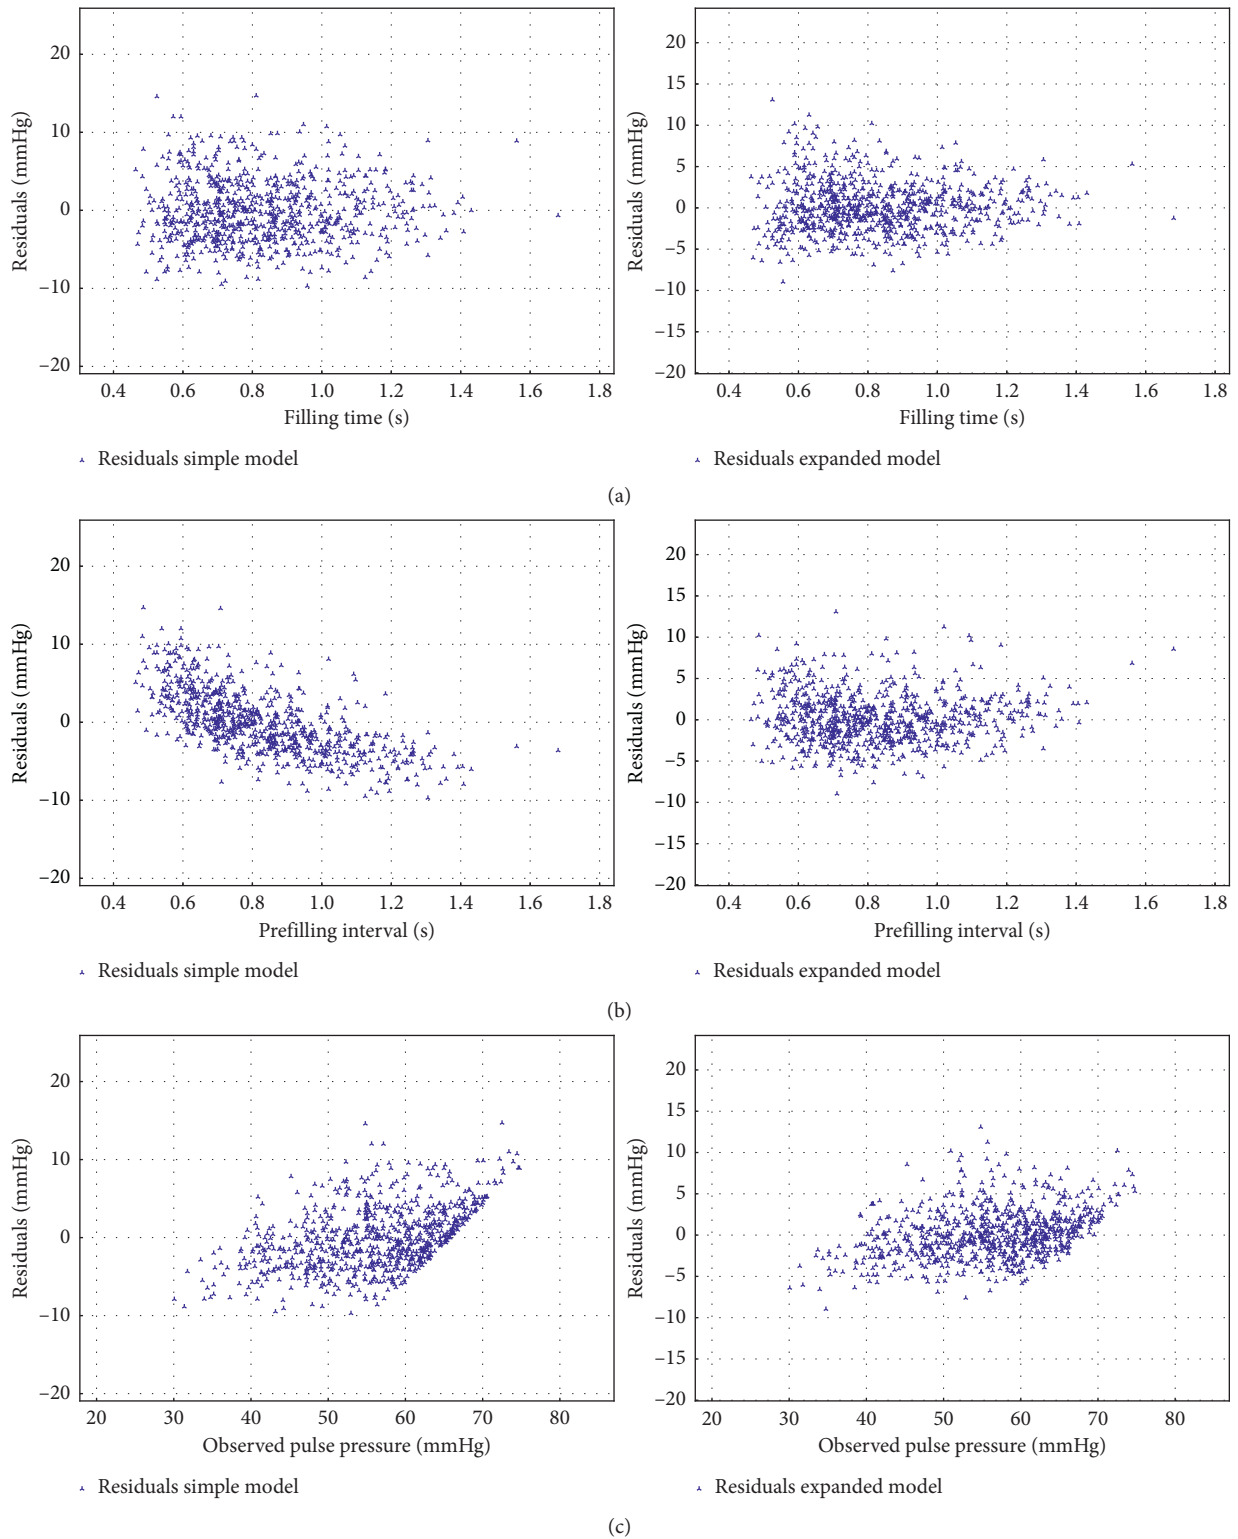 20
10
0
−10
−20
Residuals (mmHg)
0.4 0.6 0.8 1.0 1.2 1.4 1.6 1.8
Filling time (s)
Residuals simple model
20
15
10
5
0
−5
−10
−15
−20
Residuals (mmHg)
0.4 0.6 0.8 1.0 1.2 1.4 1.6 1.8
Filling time (s)
Residuals expanded model
(a)
20
10
0
−10
−20
Residuals (mmHg)
0.4 0.6 0.8 1.0 1.2 1.4 1.6 1.8
Prefilling interval (s)
Residuals simple model
20
15
10
5
0
−5
−10
−15
−20
Residuals (mmHg)
0.4 0.6 0.8 1.0 1.2 1.4 1.6 1.8
Prefilling interval (s)
Residuals expanded model
(b)
20
10
0
−10
−20
Residuals (mmHg)
20 30 40 50 60 70 80
Observed pulse pressure (mmHg)
Residuals simple model
20
15
10
5
0
−5
−10
−15
−20
Residuals (mmHg)
20 30 40 50 60 70 80
Observed pulse pressure (mmHg)
Residuals expanded model
(c)